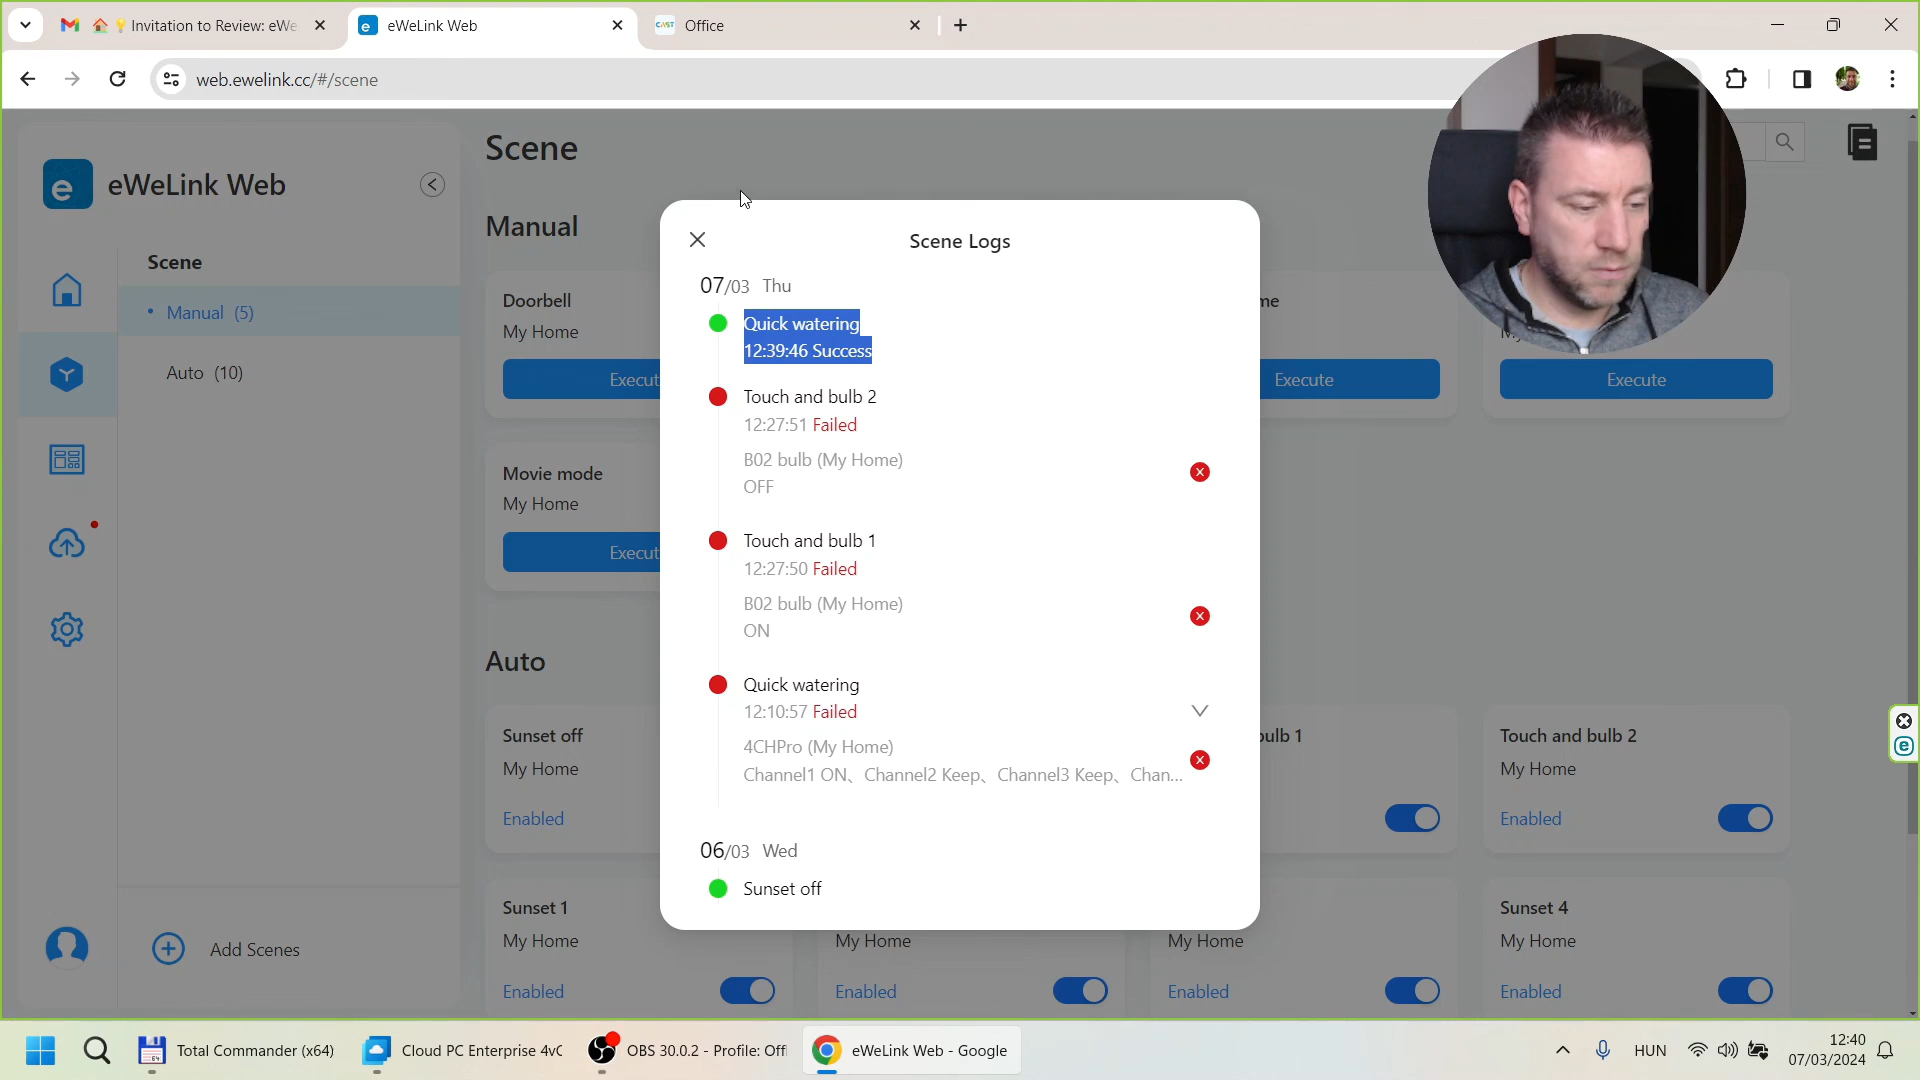 🏠💡Invitation to Review: eWe
eWeLink Web
CAST
Office
web.ewelink.cc/#/scene
eWeLink Web
Scene
Manual (5)
Auto (10)
Add Scenes
Scene
Manual
Doorbell
My Home
Execut
me
Execute
Execute
Movie mode
My Home
Execut
Auto
Sunset off
My Home
Enabled
bulb 1
Touch and bulb 2
My Home
Enabled
Sunset 1
My Home
Enabled
My Home
Enabled
My Home
Enabled
Sunset 4
My Home
Enabled
Scene Logs
07/03 Thu
Quick watering
12:39:46 Success
Touch and bulb 2
12:27:51 Failed
B02 bulb (My Home)
OFF
Touch and bulb 1
12:27:50 Failed
B02 bulb (My Home)
ON
Quick watering
12:10:57 Failed
4CHPro (My Home)
Channel1 ON、Channel2 Keep、Channel3 Keep、Chan...
06/03 Wed
Sunset off
Total Commander (x64)
Cloud PC Enterprise 4vC
OBS 30.0.2 - Profile: Offi
eWeLink Web - Google
HUN
12:40
07/03/2024